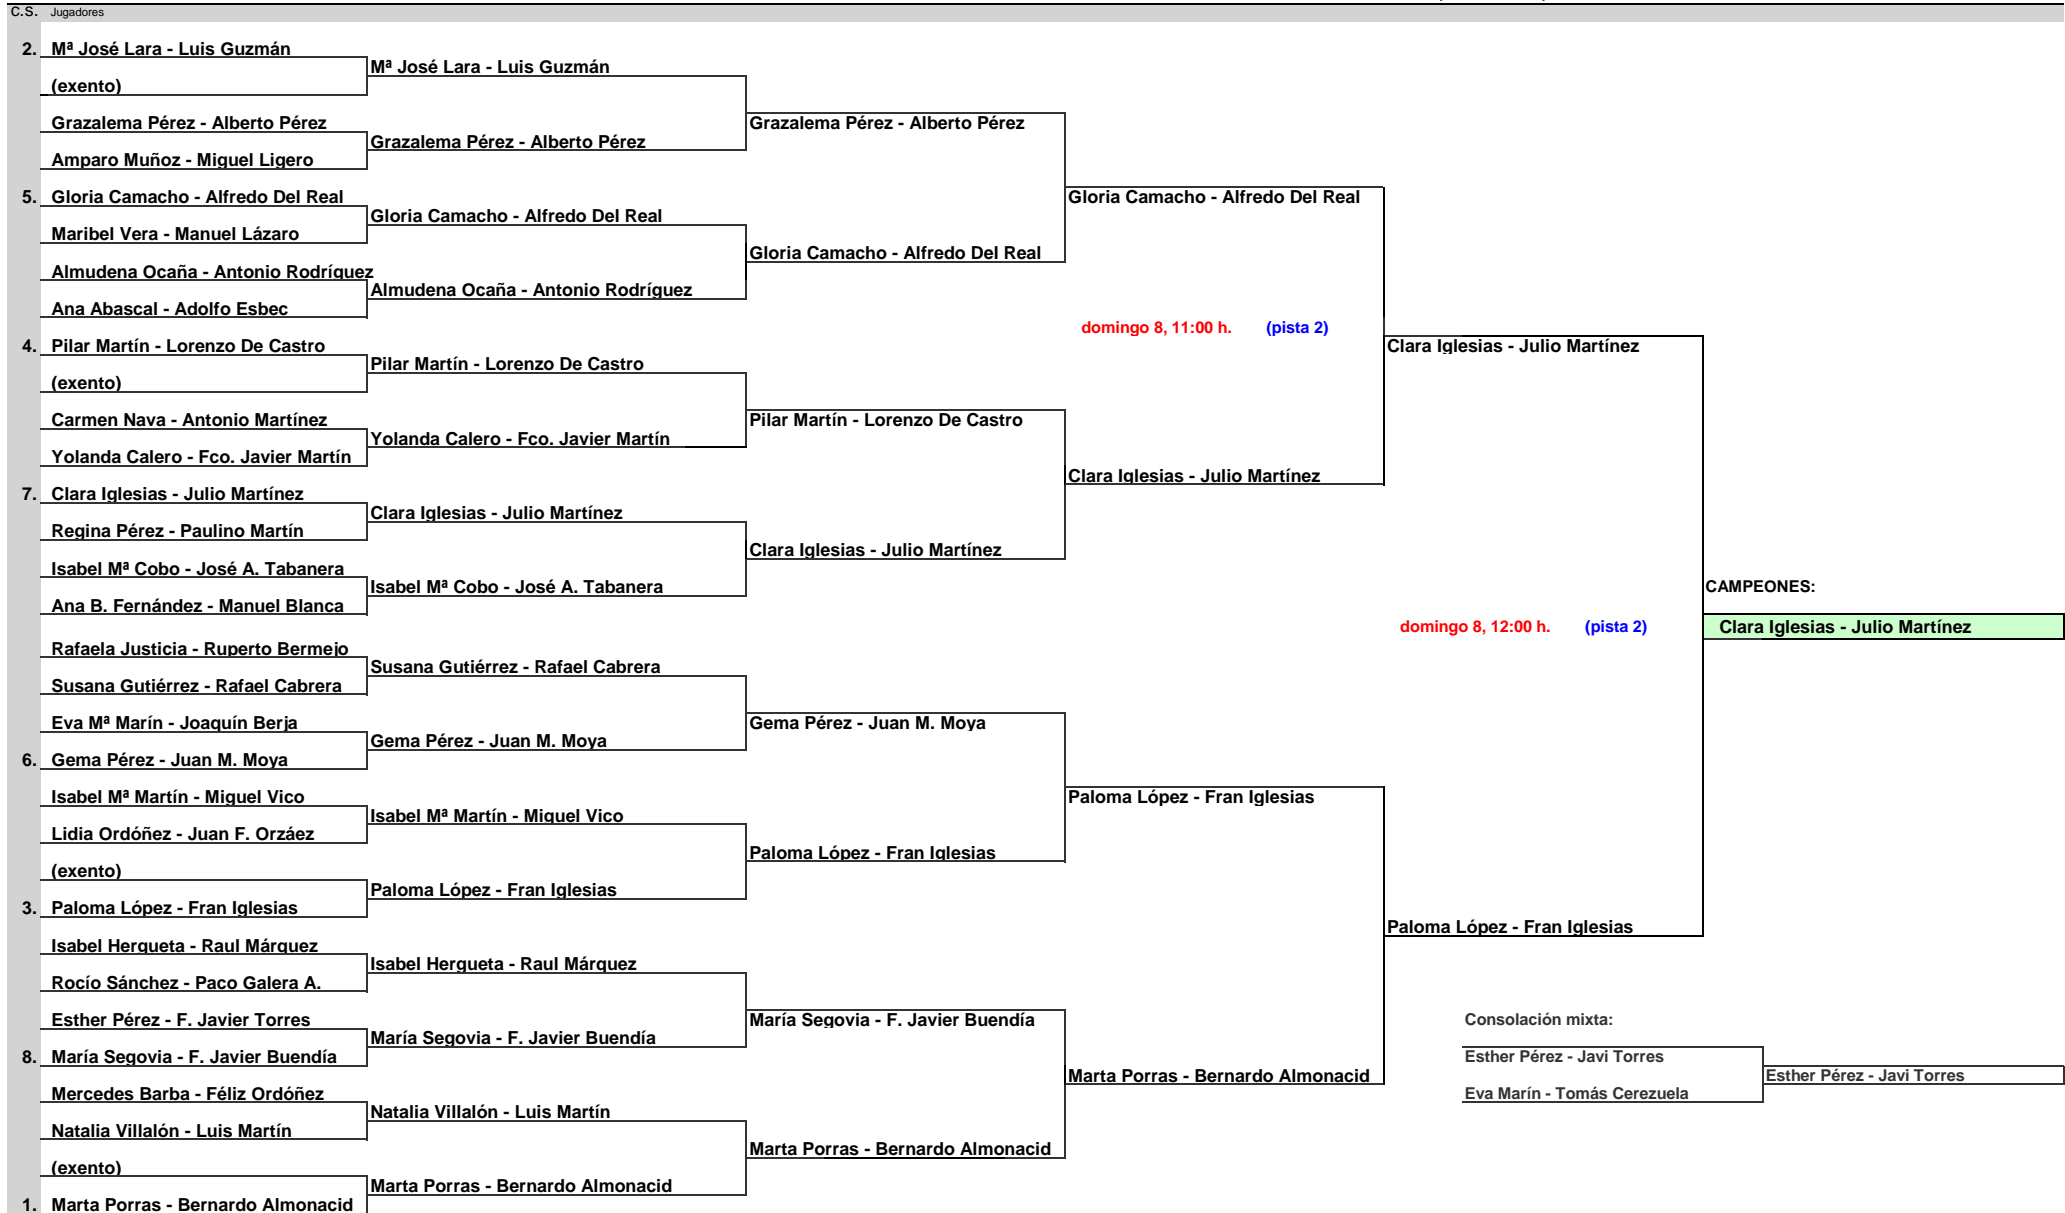 C.S. Jugadores
2. Mª José Lara - Luis Guzmán
(exento)
Grazalema Pérez - Alberto Pérez
Amparo Muñoz - Miguel Ligero
5. Gloria Camacho - Alfredo Del Real
Maribel Vera - Manuel Lázaro
Almudena Ocaña - Antonio Rodríguez
Ana Abascal - Adolfo Esbec
4. Pilar Martín - Lorenzo De Castro
(exento)
Carmen Nava - Antonio Martínez
Yolanda Calero - Fco. Javier Martín
7. Clara Iglesias - Julio Martínez
Regina Pérez - Paulino Martín
Isabel Mª Cobo - José A. Tabanera
Ana B. Fernández - Manuel Blanca
Rafaela Justicia - Ruperto Bermejo
Susana Gutiérrez - Rafael Cabrera
Eva Mª Marín - Joaquín Berja
6. Gema Pérez - Juan M. Moya
Isabel Mª Martín - Miguel Vico
Lidia Ordóñez - Juan F. Orzáez
(exento)
3. Paloma López - Fran Iglesias
Isabel Hergueta - Raul Márquez
Rocío Sánchez - Paco Galera A.
Esther Pérez - F. Javier Torres
8. María Segovia - F. Javier Buendía
Mercedes Barba - Féliz Ordóñez
Natalia Villalón - Luis Martín
(exento)
1. Marta Porras - Bernardo Almonacid
Mª José Lara - Luis Guzmán
Grazalema Pérez - Alberto Pérez
Gloria Camacho - Alfredo Del Real
Almudena Ocaña - Antonio Rodríguez
Pilar Martín - Lorenzo De Castro
Yolanda Calero - Fco. Javier Martín
Clara Iglesias - Julio Martínez
Isabel Mª Cobo - José A. Tabanera
Susana Gutiérrez - Rafael Cabrera
Gema Pérez - Juan M. Moya
Isabel Mª Martín - Miguel Vico
Paloma López - Fran Iglesias
Isabel Hergueta - Raul Márquez
María Segovia - F. Javier Buendía
Natalia Villalón - Luis Martín
Marta Porras - Bernardo Almonacid
Grazalema Pérez - Alberto Pérez
Gloria Camacho - Alfredo Del Real
Pilar Martín - Lorenzo De Castro
Clara Iglesias - Julio Martínez
Gema Pérez - Juan M. Moya
Paloma López - Fran Iglesias
María Segovia - F. Javier Buendía
Marta Porras - Bernardo Almonacid
Gloria Camacho - Alfredo Del Real
domingo 8, 11:00 h. (pista 2)
Clara Iglesias - Julio Martínez
Paloma López - Fran Iglesias
Marta Porras - Bernardo Almonacid
Clara Iglesias - Julio Martínez
domingo 8, 12:00 h. (pista 2)
Paloma López - Fran Iglesias
CAMPEONES:
Clara Iglesias - Julio Martínez
Consolación mixta:
Esther Pérez - Javi Torres
Eva Marín - Tomás Cerezuela
Esther Pérez - Javi Torres